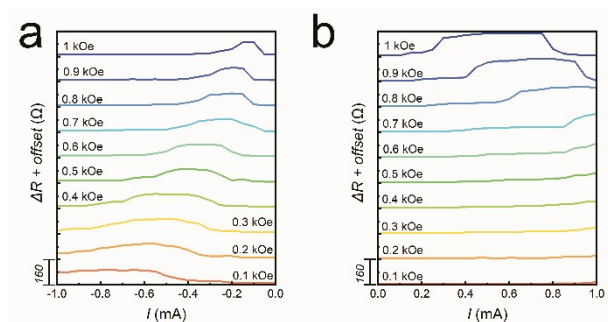 a
ΔR + offset (Ω)
1 kOe
0.9 kOe
0.8 kOe
0.7 kOe
0.6 kOe
0.5 kOe
0.4 kOe
0.3 kOe
0.2 kOe
0.1 kOe
160
-1.0 -0.8 -0.6 -0.4 -0.2 0.0
I (mA)
b
ΔR + offset (Ω)
1 kOe
0.9 kOe
0.8 kOe
0.7 kOe
0.6 kOe
0.5 kOe
0.4 kOe
0.3 kOe
0.2 kOe
0.1 kOe
160
0.0 0.2 0.4 0.6 0.8 1.0
I (mA)